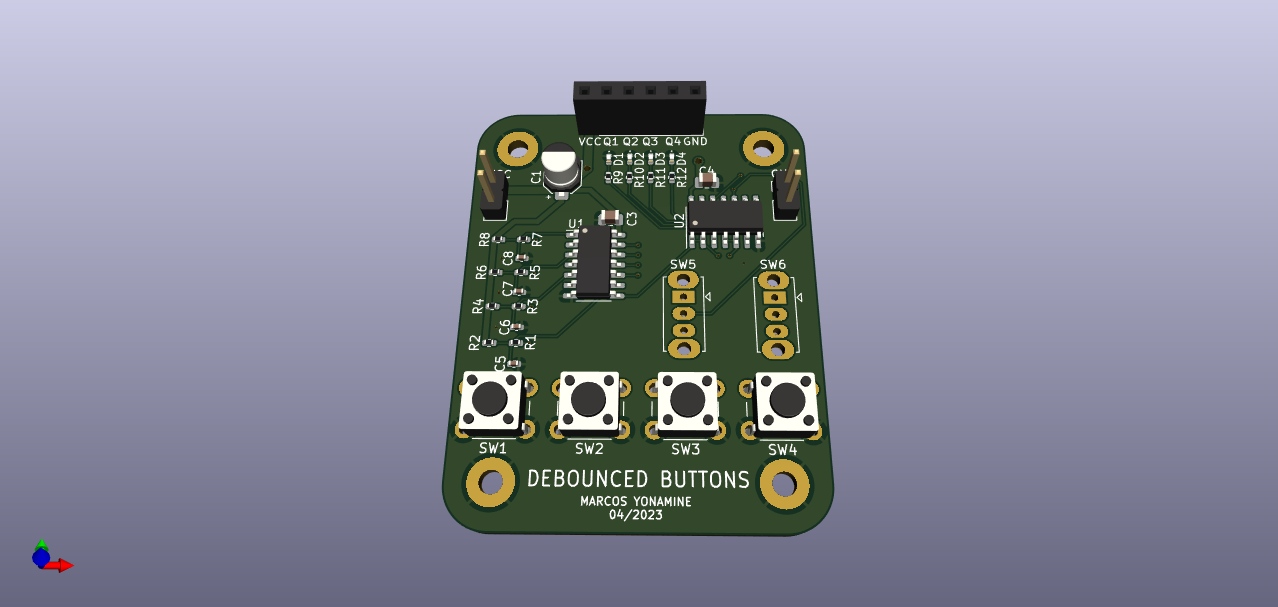 VCC Q1 Q2 Q3 Q4 GND
D1 D2 D3 D4
R9 R10 R11 R12
C1
C4
+
U1
C3
U2
R8 R7
C8
R6 R5
C7
R4 R3
C6
R2 R1
C5
SW5 SW6
SW1 SW2 SW3 SW4
DEBOUNCED BUTTONS
MARCOS YONAMINE
04/2023